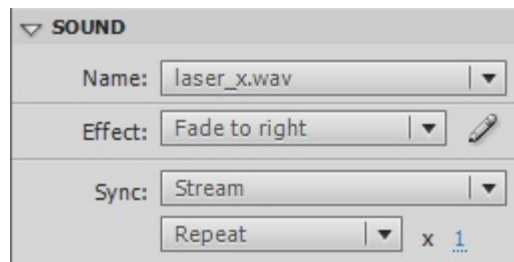 SOUND
Name: laser_x.wav
Effect: Fade to right
Sync: Stream
Repeat x 1